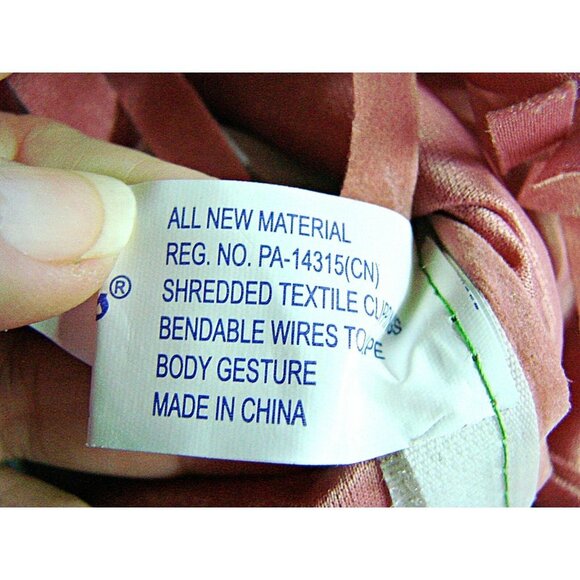 ALL NEW MATERIAL
REG. NO. PA-14315(CN)
SHREDDED TEXTILE
BENDABLE WIRES
BODY GESTURE
MADE IN CHINA
®